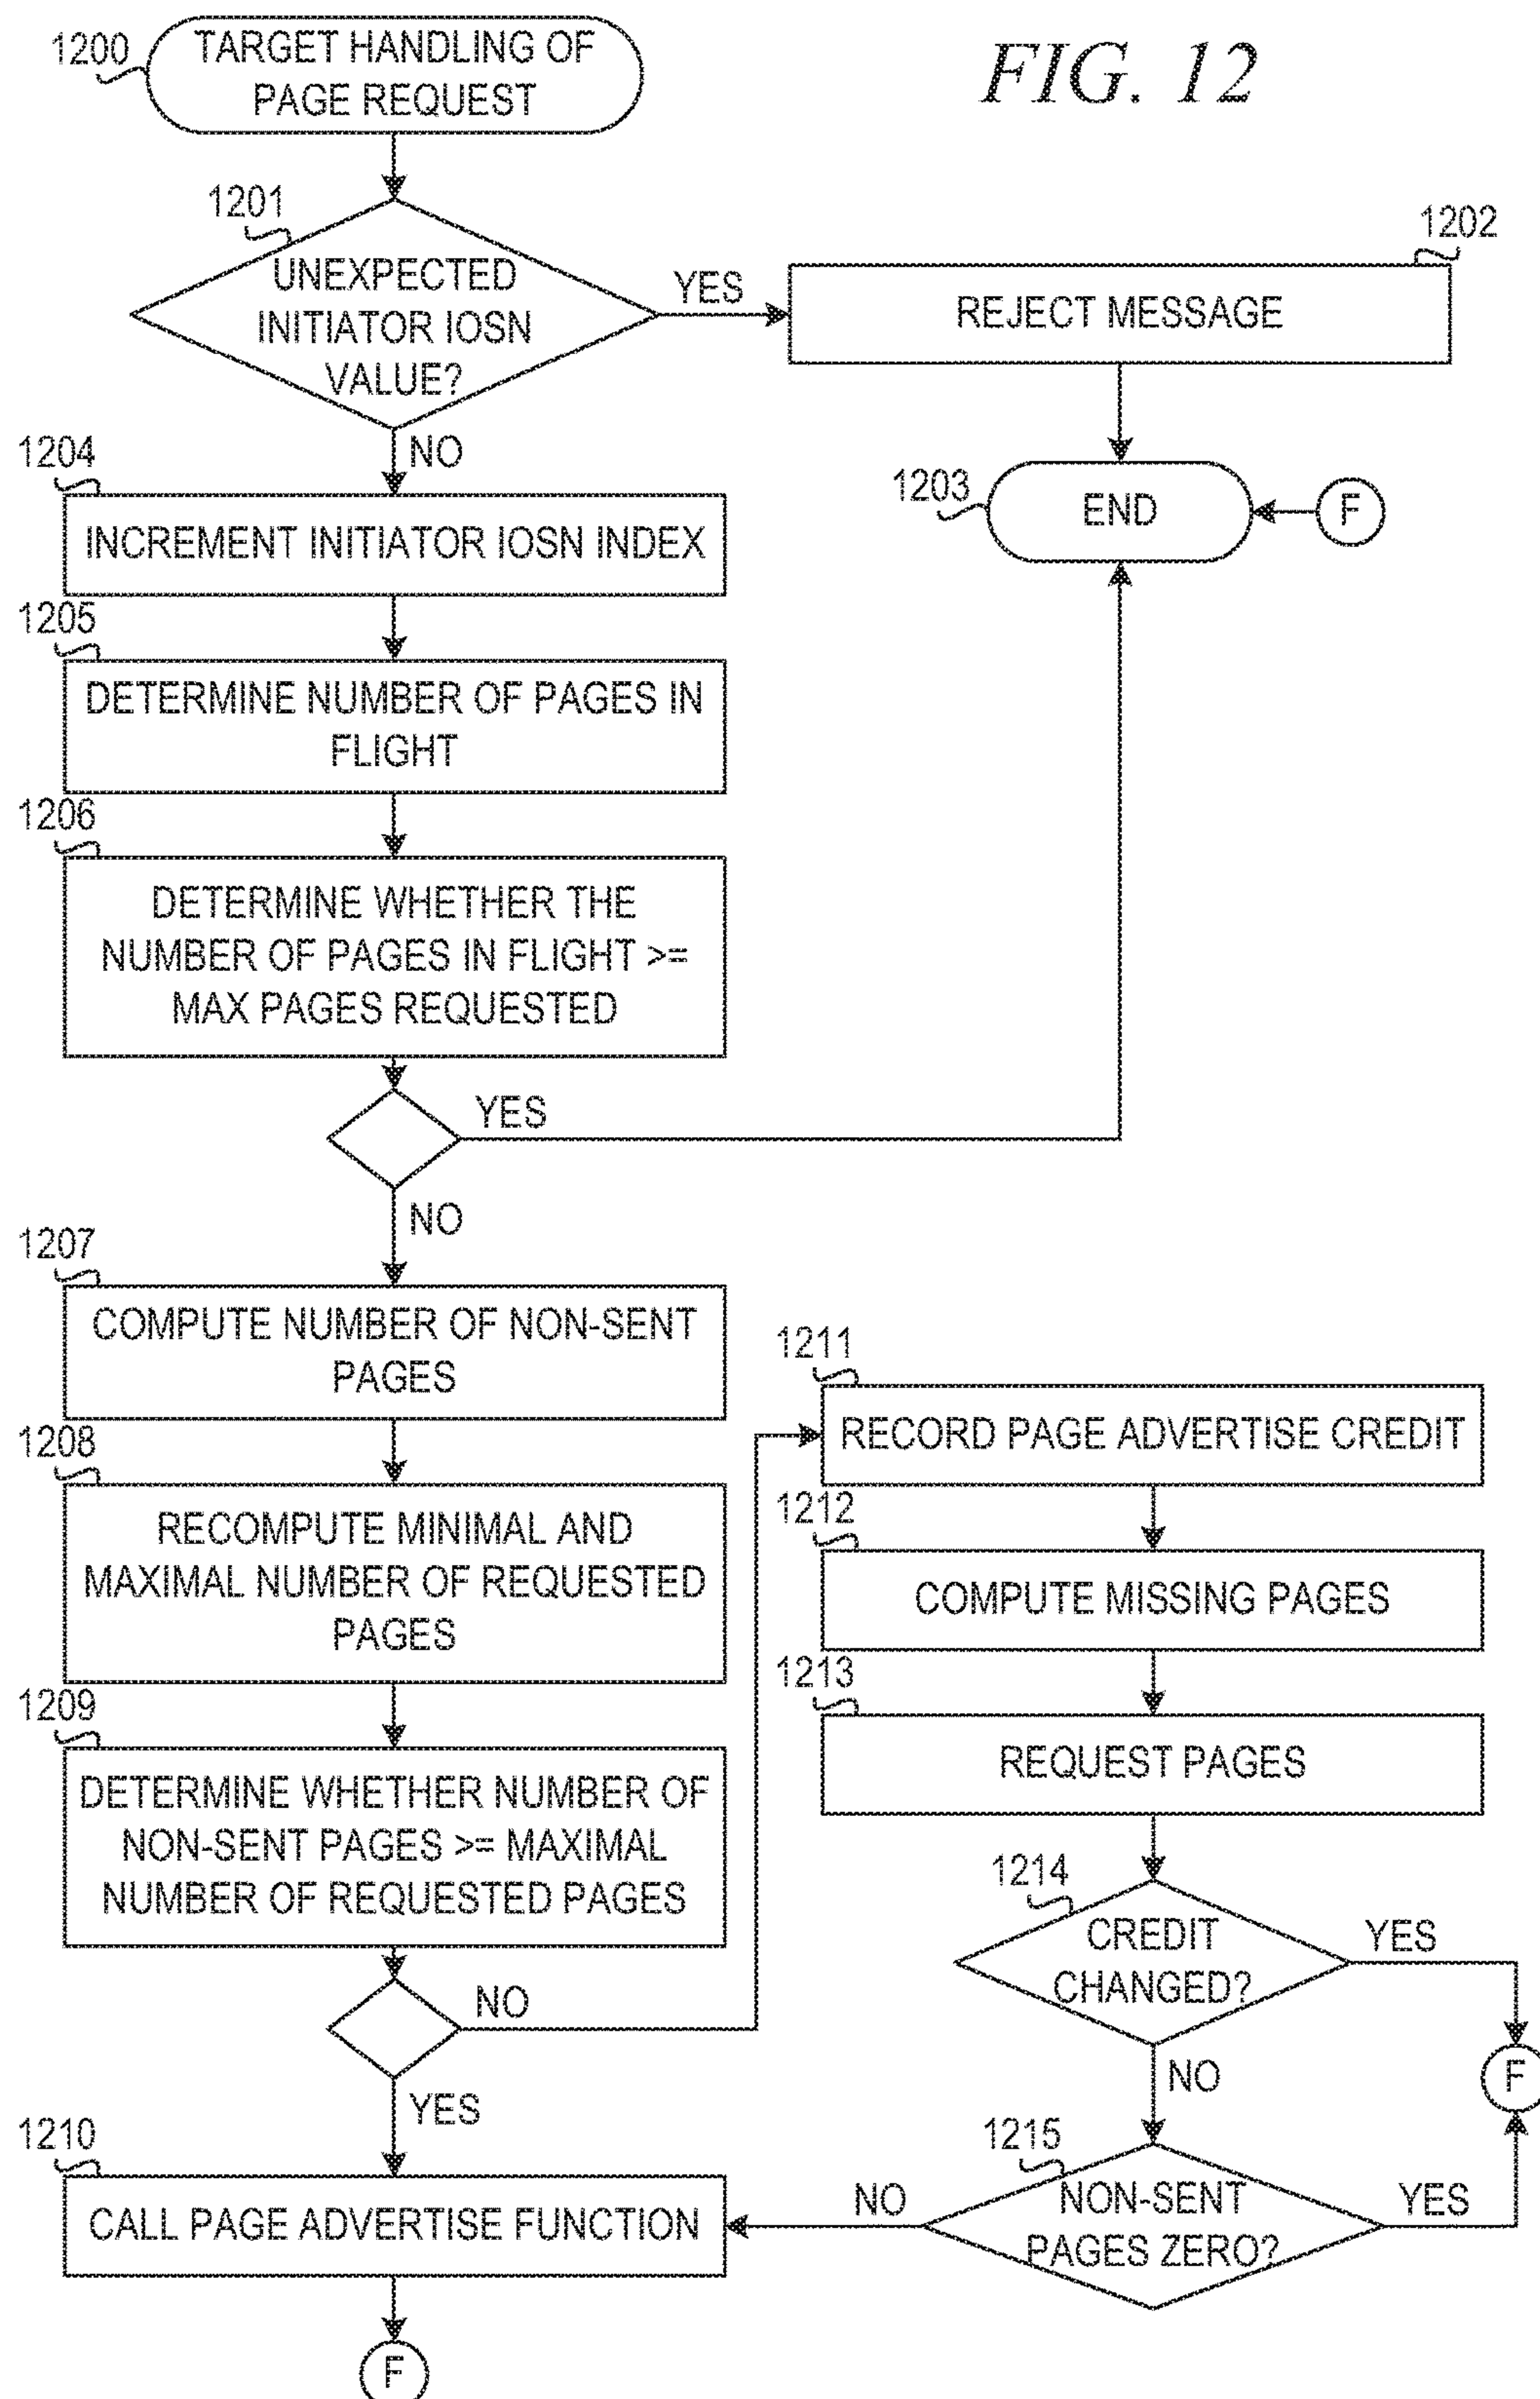 FIG. 12
1200
TARGET HANDLING OF
PAGE REQUEST
1201
UNEXPECTED
INITIATOR IOSN
VALUE?
YES
1202
REJECT MESSAGE
NO
1203
END
F
1204
INCREMENT INITIATOR IOSN INDEX
1205
DETERMINE NUMBER OF PAGES IN
FLIGHT
1206
DETERMINE WHETHER THE
NUMBER OF PAGES IN FLIGHT >=
MAX PAGES REQUESTED
YES
NO
1207
COMPUTE NUMBER OF NON-SENT
PAGES
1208
RECOMPUTE MINIMAL AND
MAXIMAL NUMBER OF REQUESTED
PAGES
1209
DETERMINE WHETHER NUMBER OF
NON-SENT PAGES >= MAXIMAL
NUMBER OF REQUESTED PAGES
NO
YES
1210
CALL PAGE ADVERTISE FUNCTION
F
1211
RECORD PAGE ADVERTISE CREDIT
1212
COMPUTE MISSING PAGES
1213
REQUEST PAGES
1214
CREDIT
CHANGED?
YES
NO
F
1215
NON-SENT
PAGES ZERO?
NO
YES